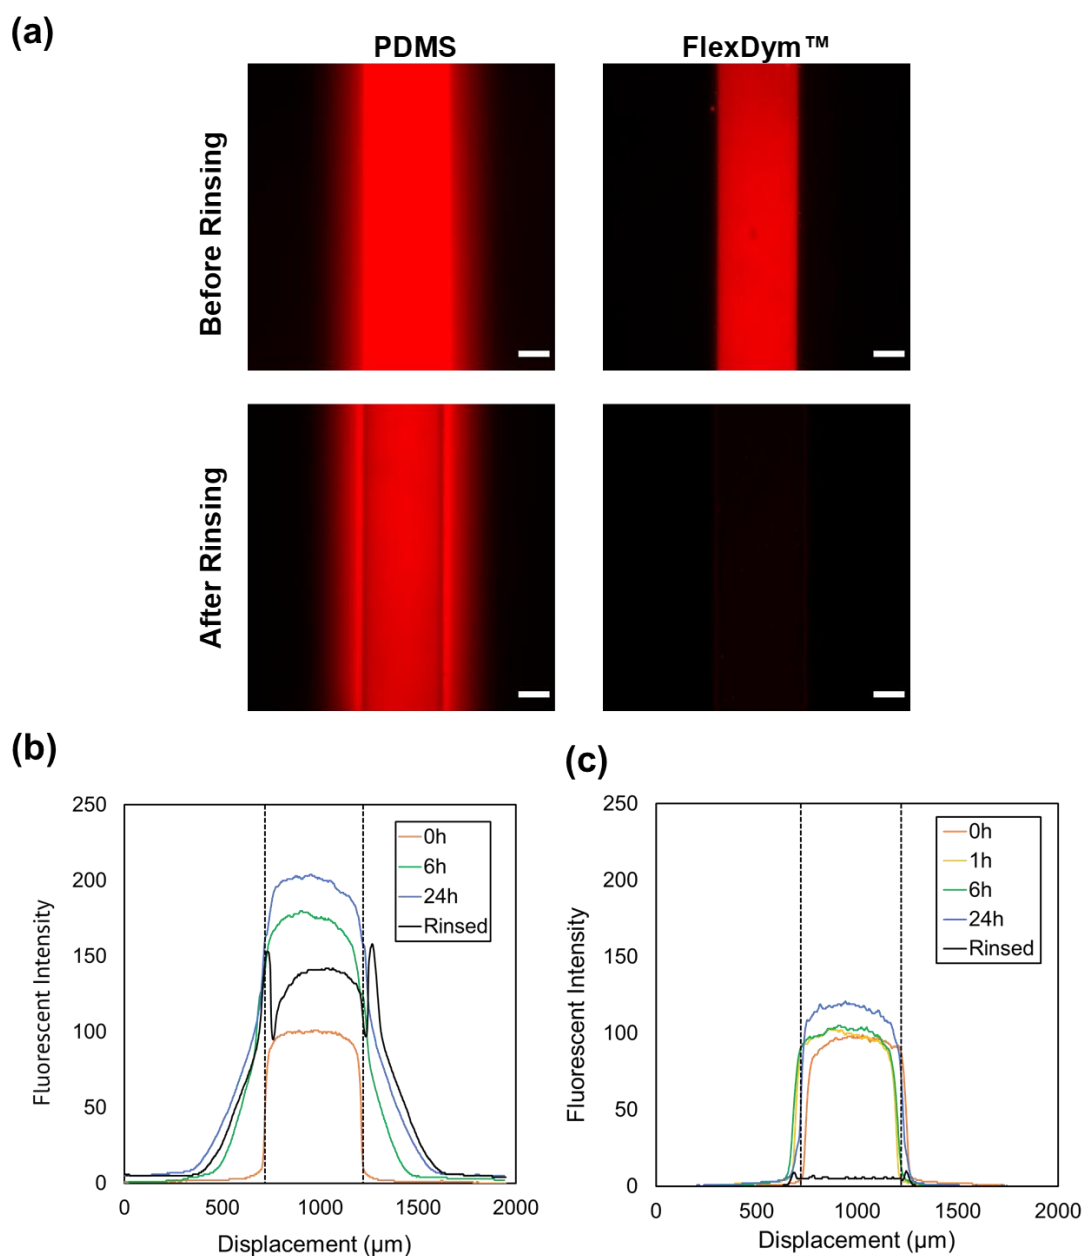 (a)
PDMS
FlexDym™
Before Rinsing
After Rinsing
(b)
250
200
150
100
50
0
0
500
1000
1500
2000
Fluorescent Intensity
Displacement (µm)
0h
6h
24h
Rinsed
(c)
250
200
150
100
50
0
0
500
1000
1500
2000
Fluorescent Intensity
Displacement (µm)
0h
1h
6h
24h
Rinsed